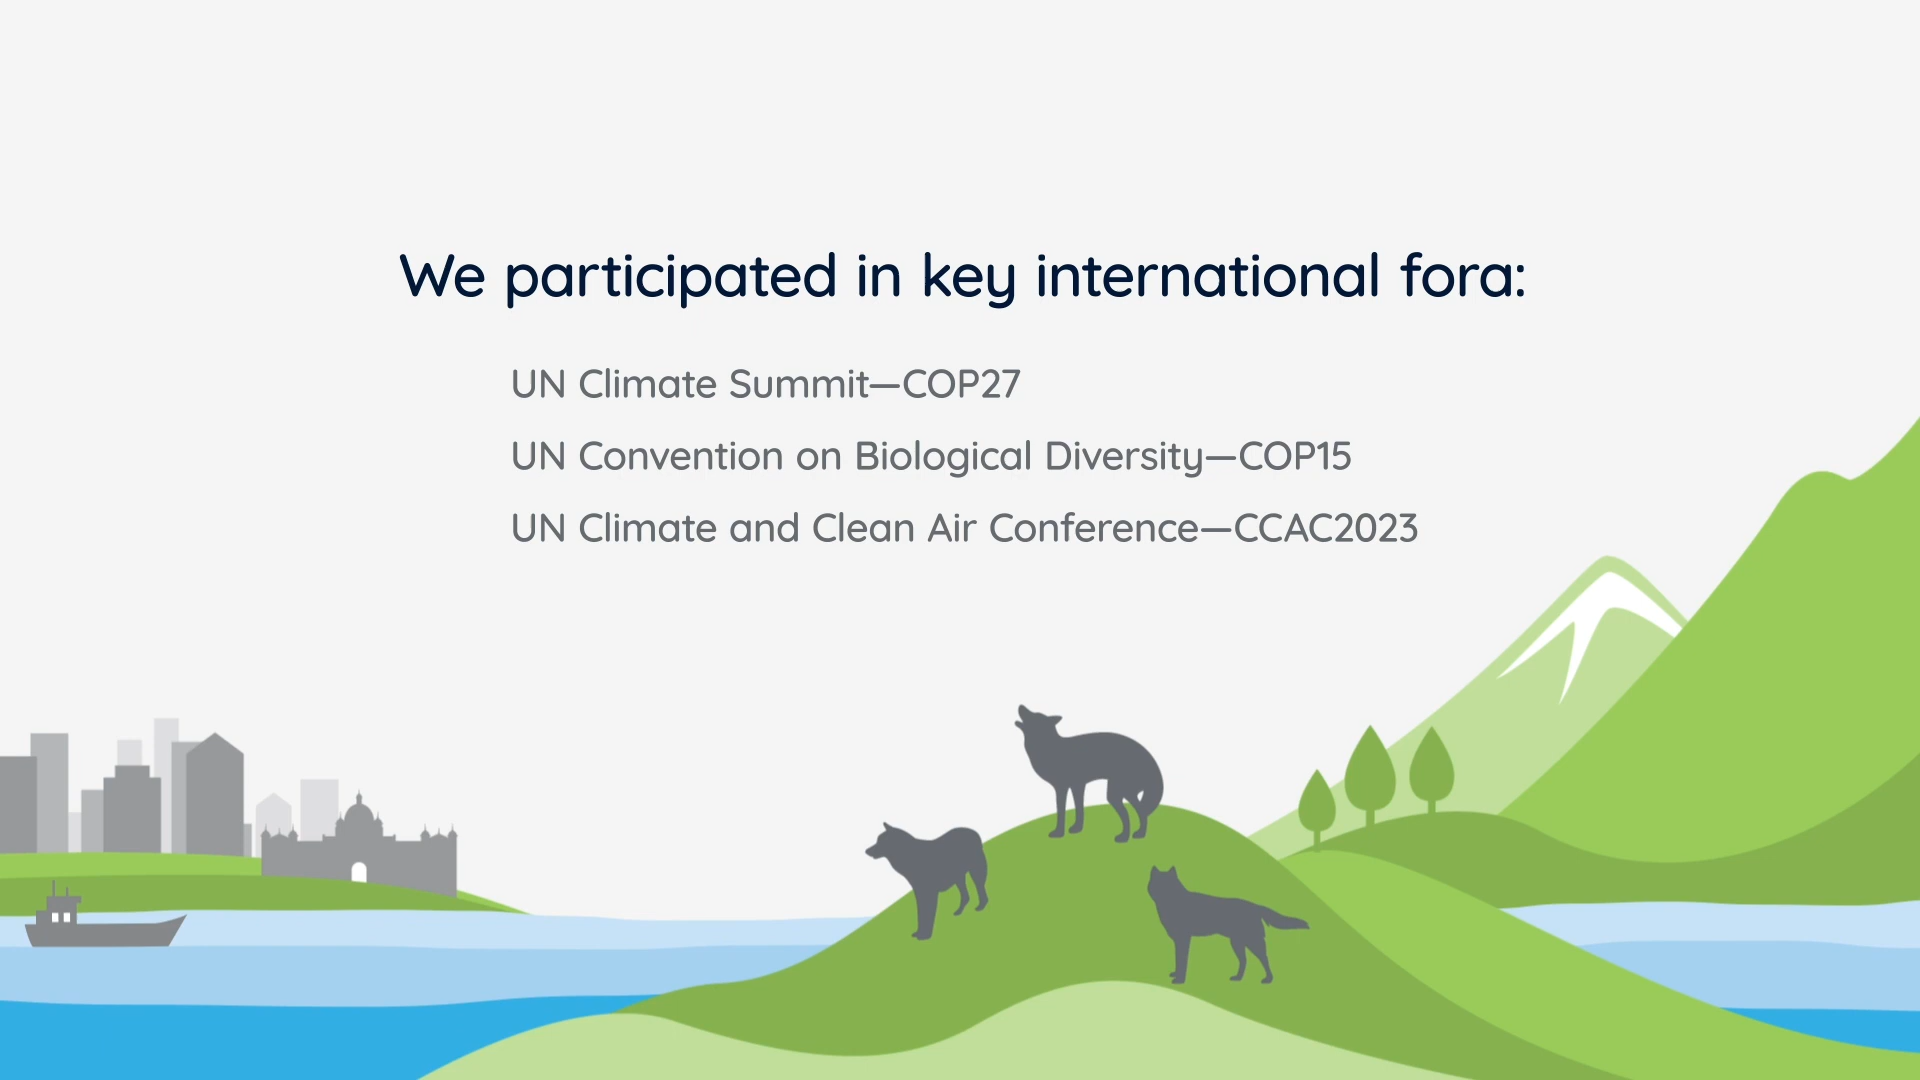 We participated in key international fora:
UN Climate Summit—COP27
UN Convention on Biological Diversity—COP15
UN Climate and Clean Air Conference—CCAC2023